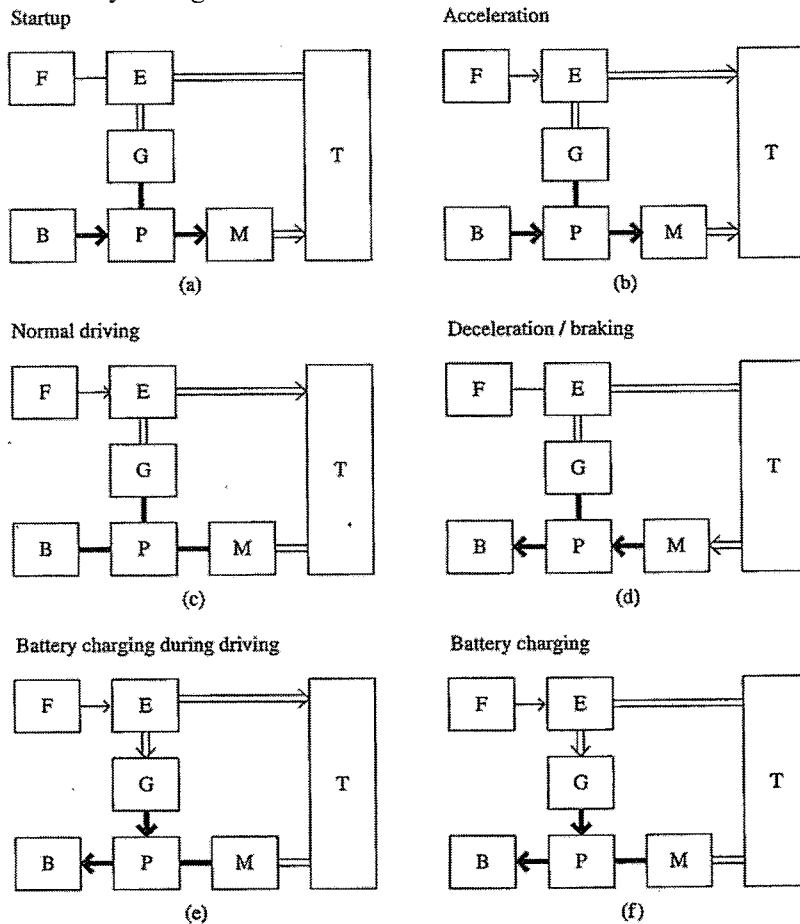 Startup
Acceleration
F E
G T
B P M
(a)
F E
G T
B P M
(b)
Normal driving
Deceleration / braking
F E
G T
B P M
(c)
F E
G T
B P M
(d)
Battery charging during driving
Battery charging
F E
G T
B P M
(e)
F E
G T
B P M
(f)